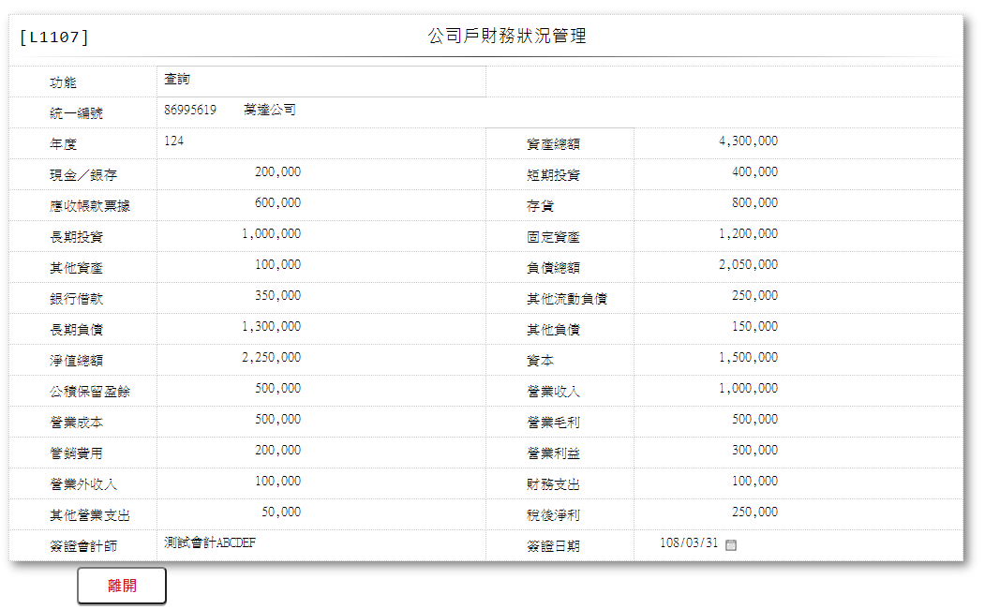 [L1107] 公司戶財務狀況管理
功能 查詢
統一編號 86995619 萬達公司
年度 124 資產總額 4,300,000
現金／銀存 200,000 短期投資 400,000
應收帳款票據 600,000 存貨 800,000
長期投資 1,000,000 固定資產 1,200,000
其他資產 100,000 負債總額 2,050,000
銀行借款 350,000 其他流動負債 250,000
長期負債 1,300,000 其他負債 150,000
淨值總額 2,250,000 資本 1,500,000
公積保留盈餘 500,000 營業收入 1,000,000
營業成本 500,000 營業毛利 500,000
管銷費用 200,000 營業利益 300,000
營業外收入 100,000 財務支出 100,000
其他營業支出 50,000 稅後淨利 250,000
簽證會計師 測試會計ABCDEF 簽證日期 108/03/31
離開